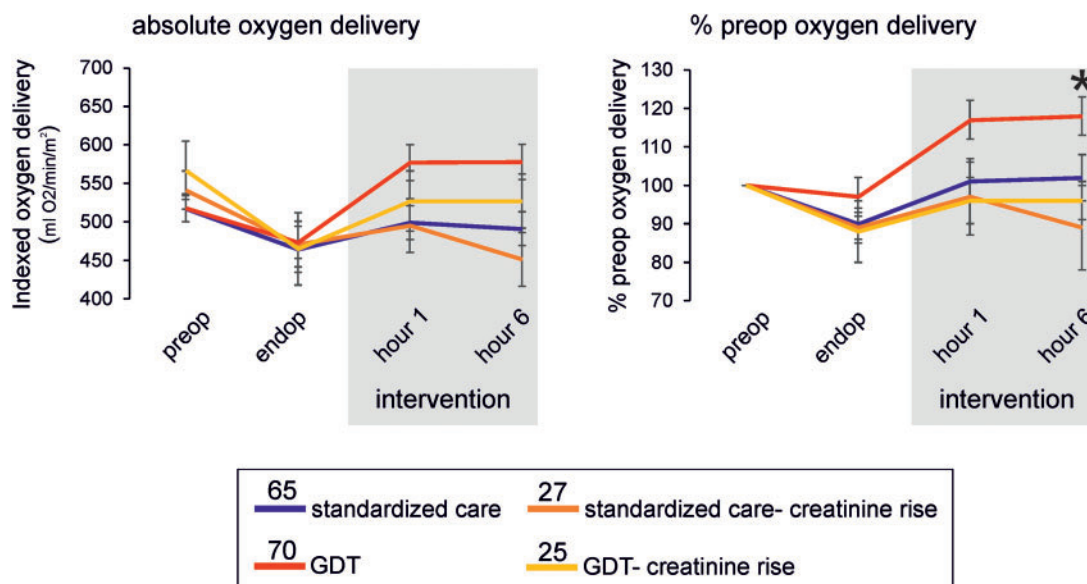 absolute oxygen delivery
Indexed oxygen delivery
(ml O2/min/m²)
700
650
600
550
500
450
400
preop
endop
hour 1
hour 6
intervention
% preop oxygen delivery
% preop oxygen delivery
130
120
110
100
90
80
70
*
preop
endop
hour 1
hour 6
intervention
65 standardized care
27 standardized care- creatinine rise
70 GDT
25 GDT- creatinine rise